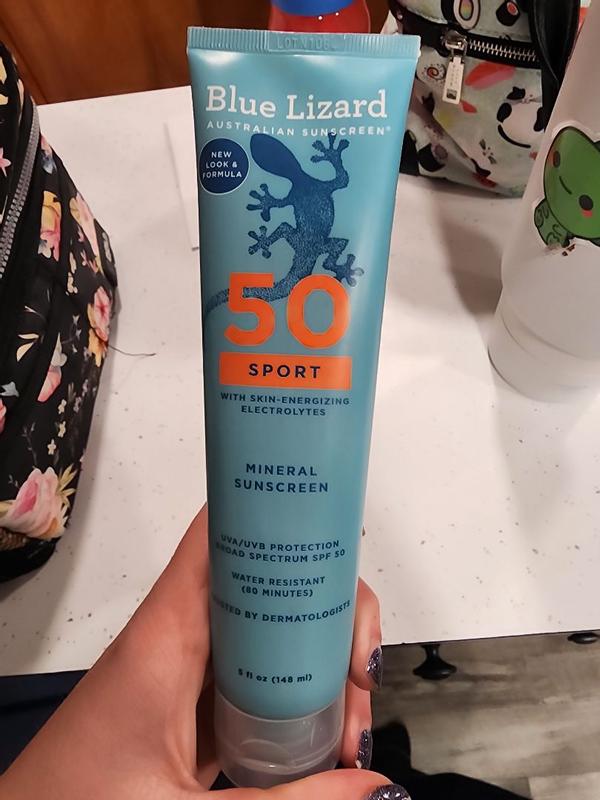 Blue Lizard
AUSTRALIAN SUNSCREEN®
NEW
LOOK &
FORMULA
50
SPORT
WITH SKIN-ENERGIZING
ELECTROLYTES
MINERAL
SUNSCREEN
UVA/UVB PROTECTION
BROAD SPECTRUM SPF 50
WATER RESISTANT
(80 MINUTES)
BY DERMATOLOGISTS
5 fl oz (148 ml)